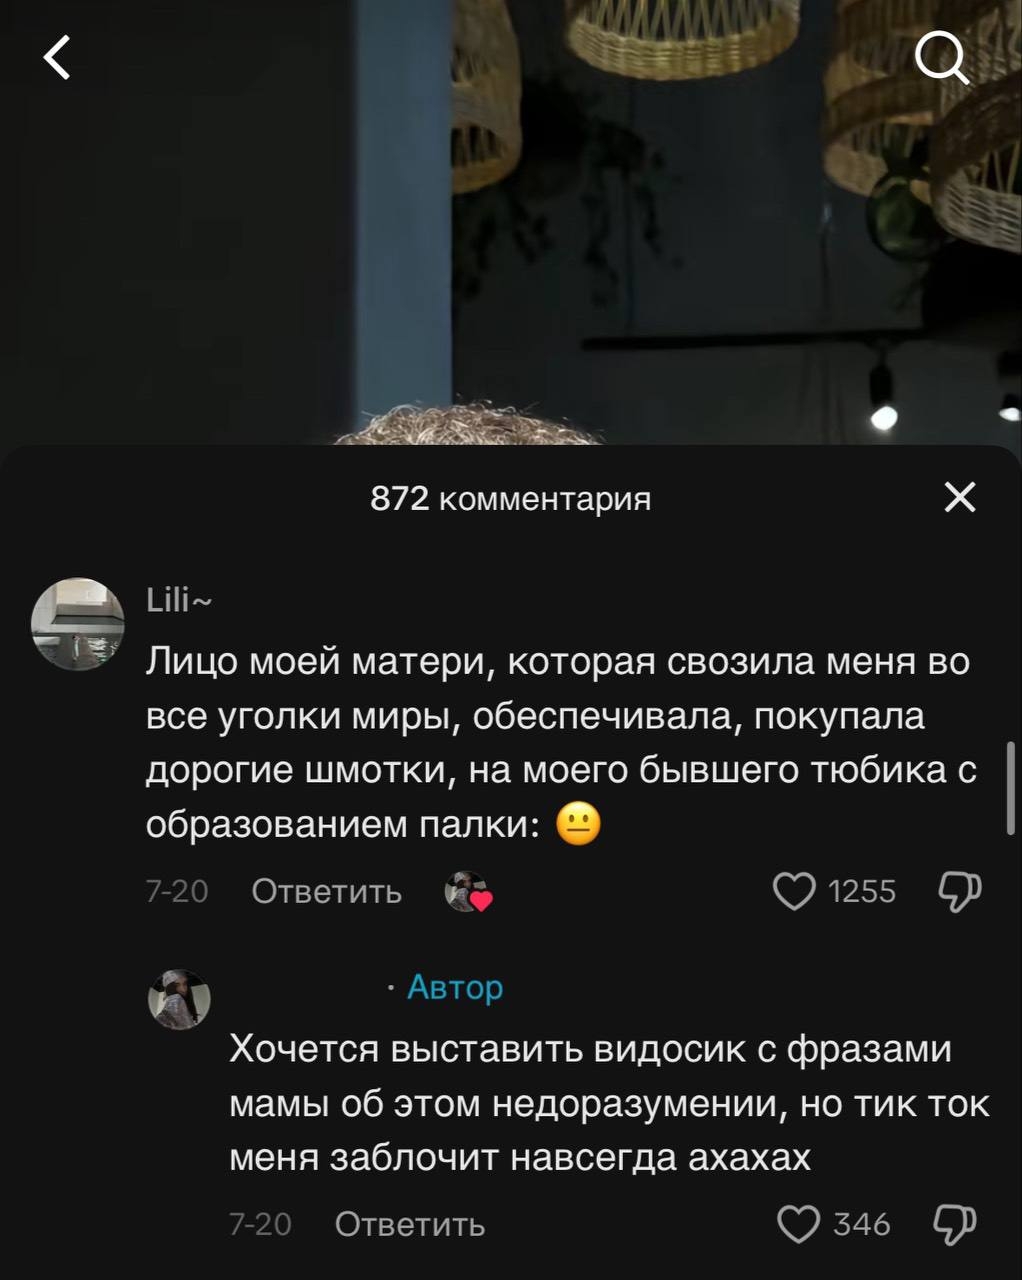 872 комментария
Lili~
Лицо моей матери, которая свозила меня во
все уголки миры, обеспечивала, покупала
дорогие шмотки, на моего бывшего тюбика с
образованием палки: 😐
7-20 Ответить 1255
· Автор
Хочется выставить видосик с фразами
мамы об этом недоразумении, но тик ток
меня заблочит навсегда ахахах
7-20 Ответить 346